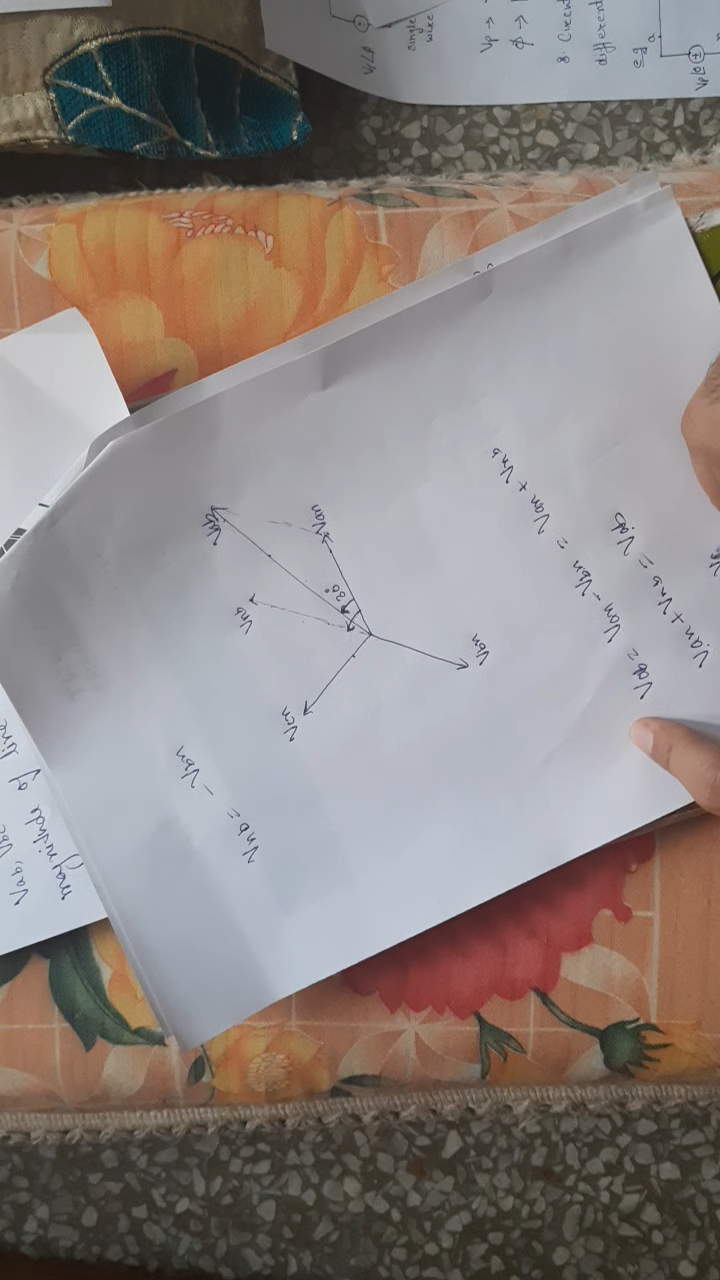 Vnb = - Vbn
Vcn
Vnb
Vab
30°
Van
Vbn
Vab = Van - Vbn = Van + Vnb
Van + Vnb = Vab
Vab, Vbc
magnitude of line
single
wire
Vp →
Φ →
8. Circuit
different
eg
a
n